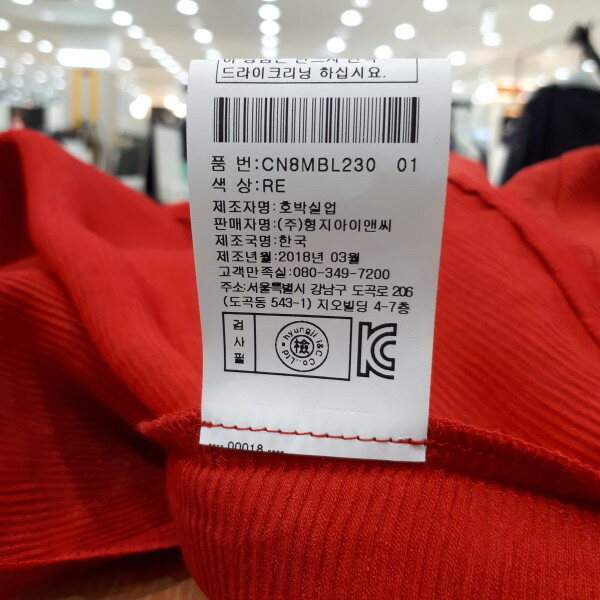 드라이크리닝 하십시요.
품 번:CN8MBL230 01
색 상:RE
제조자명:호박실업
판매자명:(주)형지아이앤씨
제조국명:한국
제조년월:2018년 03월
고객만족실:080-349-7200
주소:서울특별시 강남구 도곡로 206
(도곡동 543-1) 지오빌딩 4-7층
검사필
hyungji I&C Co.,Ltd
檢
KC
00018